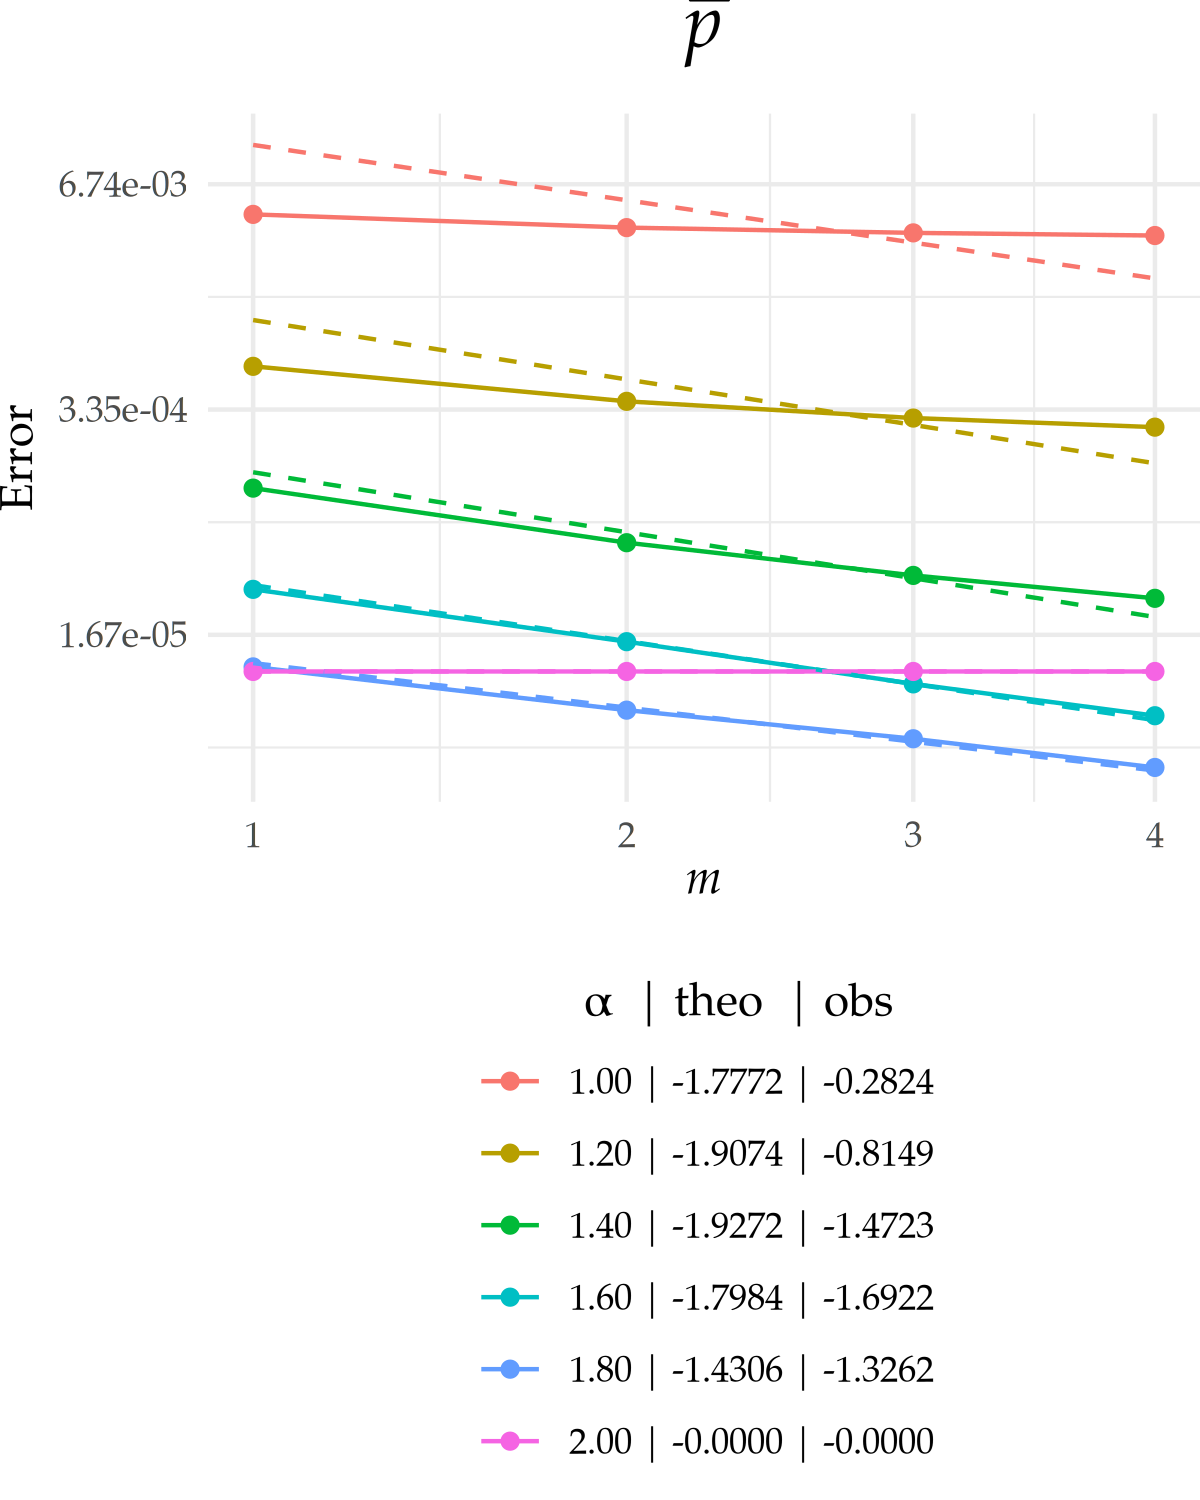 p̅
6.74e-03
3.35e-04
1.67e-05
Error
1 2 3 4
m
α | theo | obs
1.00 | -1.7772 | -0.2824
1.20 | -1.9074 | -0.8149
1.40 | -1.9272 | -1.4723
1.60 | -1.7984 | -1.6922
1.80 | -1.4306 | -1.3262
2.00 | -0.0000 | -0.0000